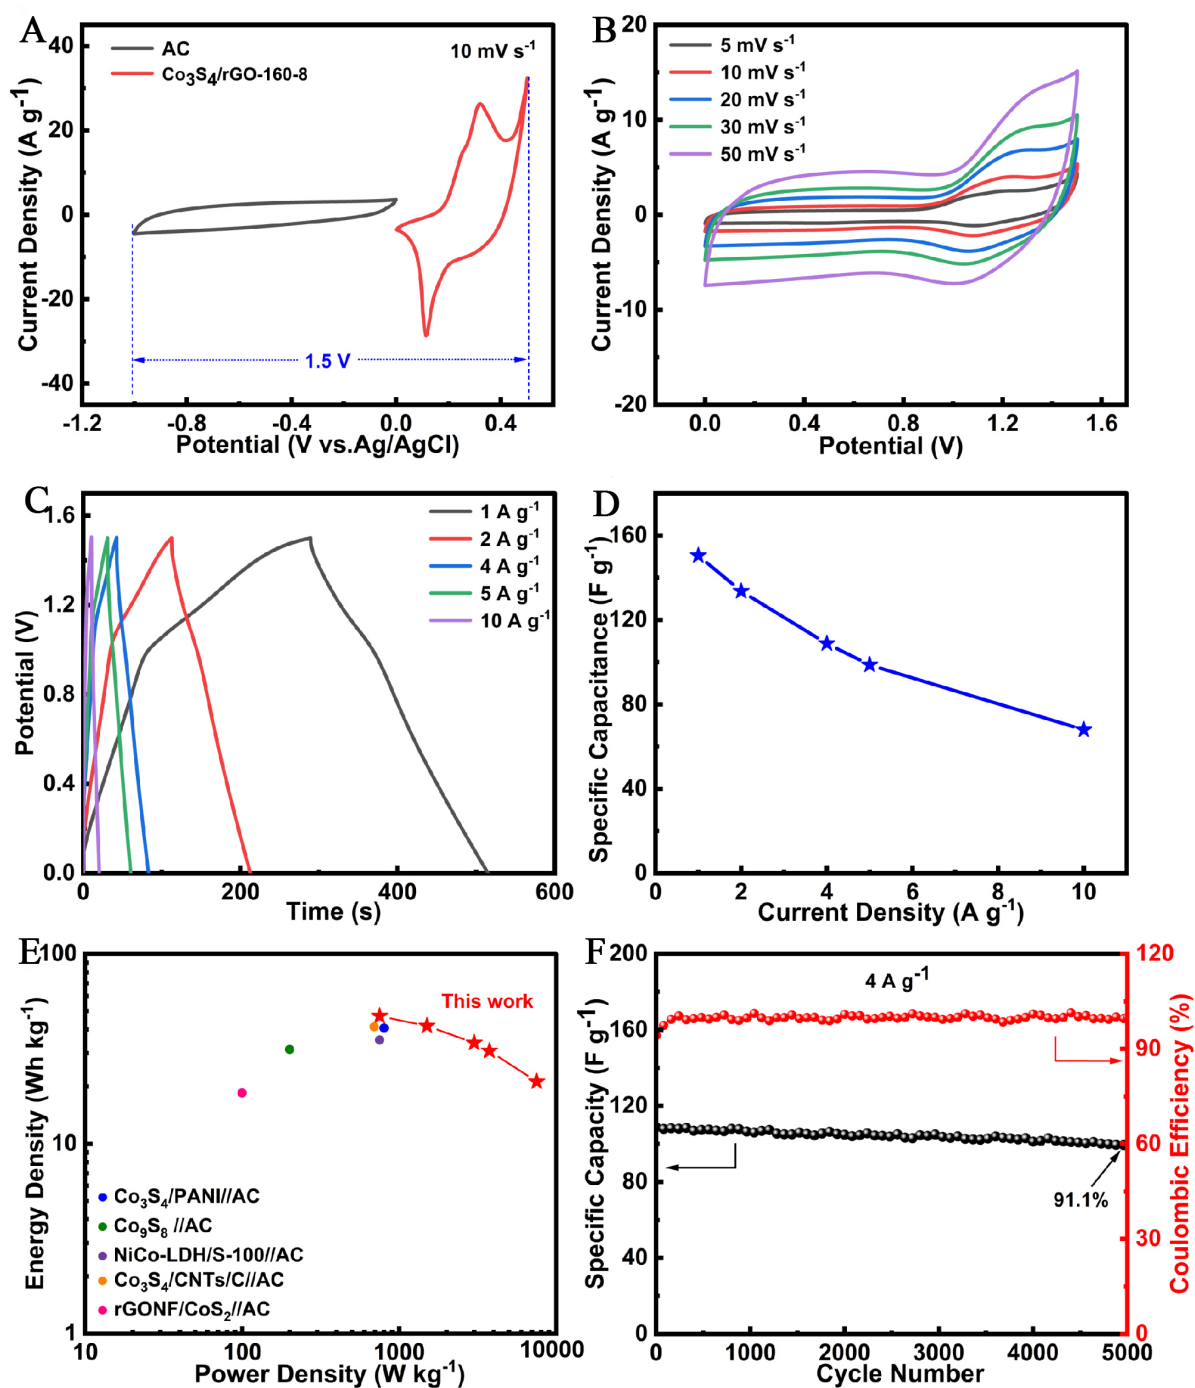 A
AC
Co3S4/rGO-160-8
10 mV s-1
1.5 V
40
20
0
-20
-40
-1.2 -0.8 -0.4 0.0 0.4
Current Density (A g-1)
Potential (V vs.Ag/AgCl)
B
5 mV s-1
10 mV s-1
20 mV s-1
30 mV s-1
50 mV s-1
20
10
0
-10
-20
0.0 0.4 0.8 1.2 1.6
Current Density (A g-1)
Potential (V)
C
1 A g-1
2 A g-1
4 A g-1
5 A g-1
10 A g-1
1.6
1.2
0.8
0.4
0.0
0 200 400 600
Potential (V)
Time (s)
D
160
120
80
40
0
0 2 4 6 8 10
Specific Capacitance (F g-1)
Current Density (A g-1)
E
This work
Co3S4/PANI//AC
Co9S8 //AC
NiCo-LDH/S-100//AC
Co3S4/CNTs/C//AC
rGONF/CoS2//AC
100
10
1
10 100 1000 10000
Energy Density (Wh kg-1)
Power Density (W kg-1)
F
4 A g-1
91.1%
200
160
120
80
40
0
120
90
60
30
0
0 1000 2000 3000 4000 5000
Specific Capacity (F g-1)
Coulombic Efficiency (%)
Cycle Number